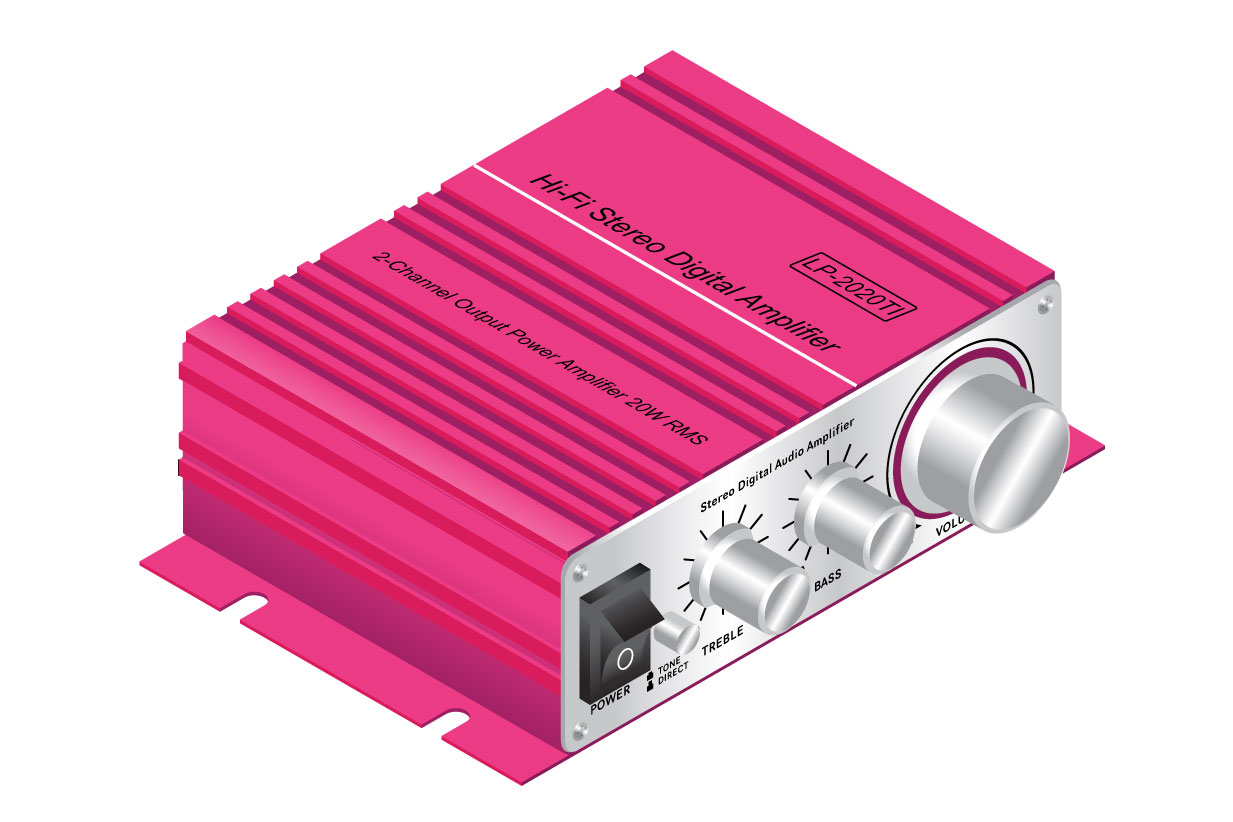 Hi-Fi Stereo Digital Amplifier
LP-2020TI
2-Channel Output Power Amplifier 20W RMS
Stereo Digital Audio Amplifier
VOLU
BASS
TREBLE
TONE
DIRECT
POWER